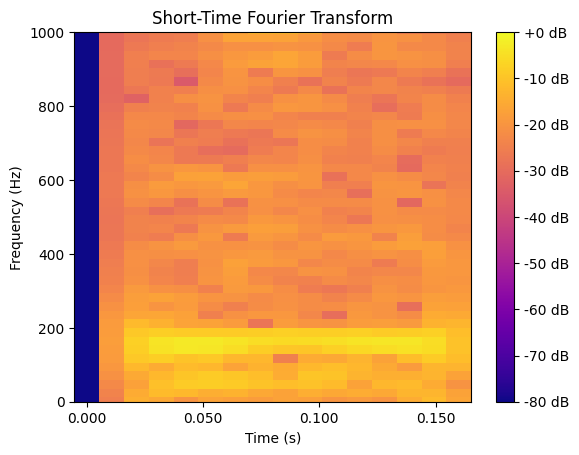 Short-Time Fourier Transform
1000
800
600
400
200
0
Frequency (Hz)
0.000
0.050
0.100
0.150
Time (s)
+0 dB
-10 dB
-20 dB
-30 dB
-40 dB
-50 dB
-60 dB
-70 dB
-80 dB